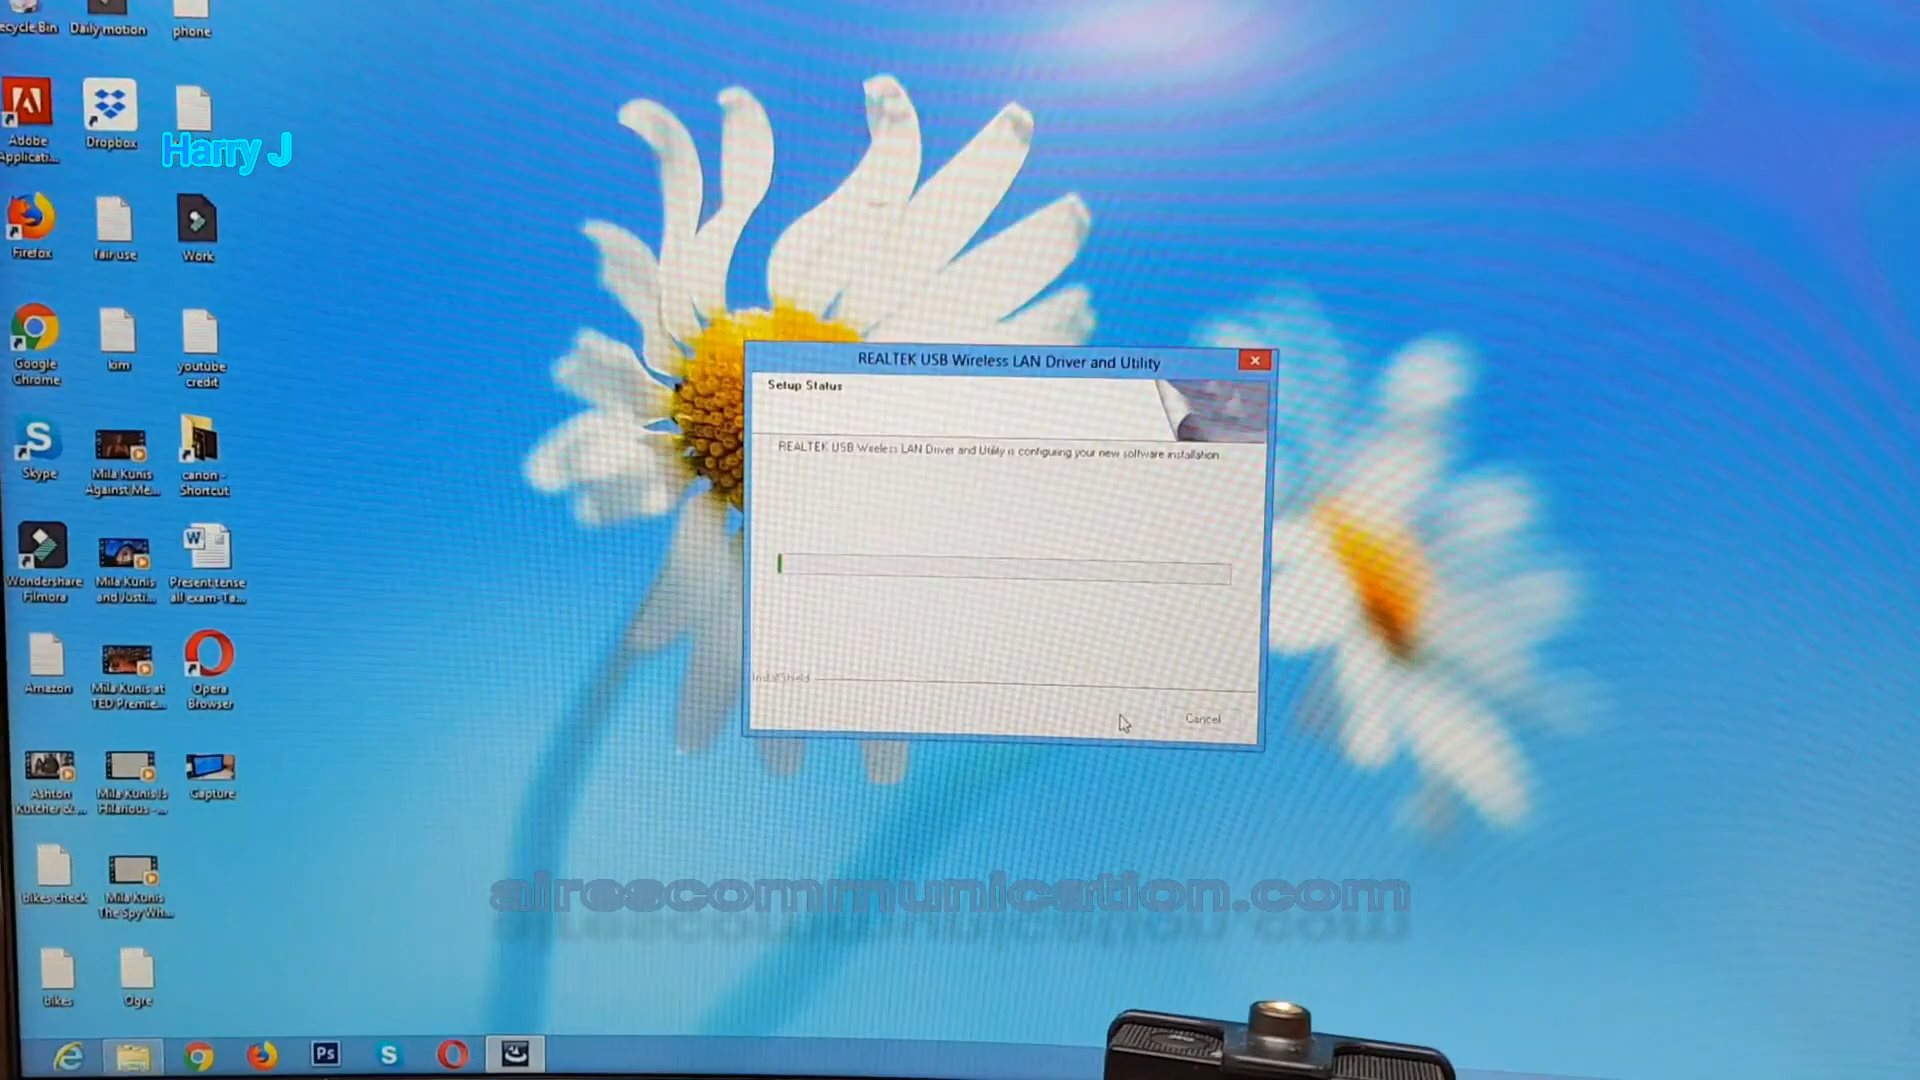 ecycle Bin
Daily motion
phone
Adobe
Applicati...
Dropbox
Harry J
Firefox
fair use
Work
Google
Chrome
youtube
credit
Skype
Mila Kunis
Against Me...
canon -
Shortcut
Wondershare
Filmora
Mila Kunis
and Justi...
Present tense
all exam-Ta...
Amazon
Mila Kunis at
TED Premie...
Opera
Browser
Ashton
Kutcher & ...
Mila Kunis Is
Hilarious -...
Capture
bikes check
Mila Kunis
The Spy Wh...
bikes
Ogre
REALTEK USB Wireless LAN Driver and Utility
Setup Status
REALTEK USB Wireless LAN Driver and Utility is configuring your new software installation
InstallShield
Cancel
airescommunication.com
Ps